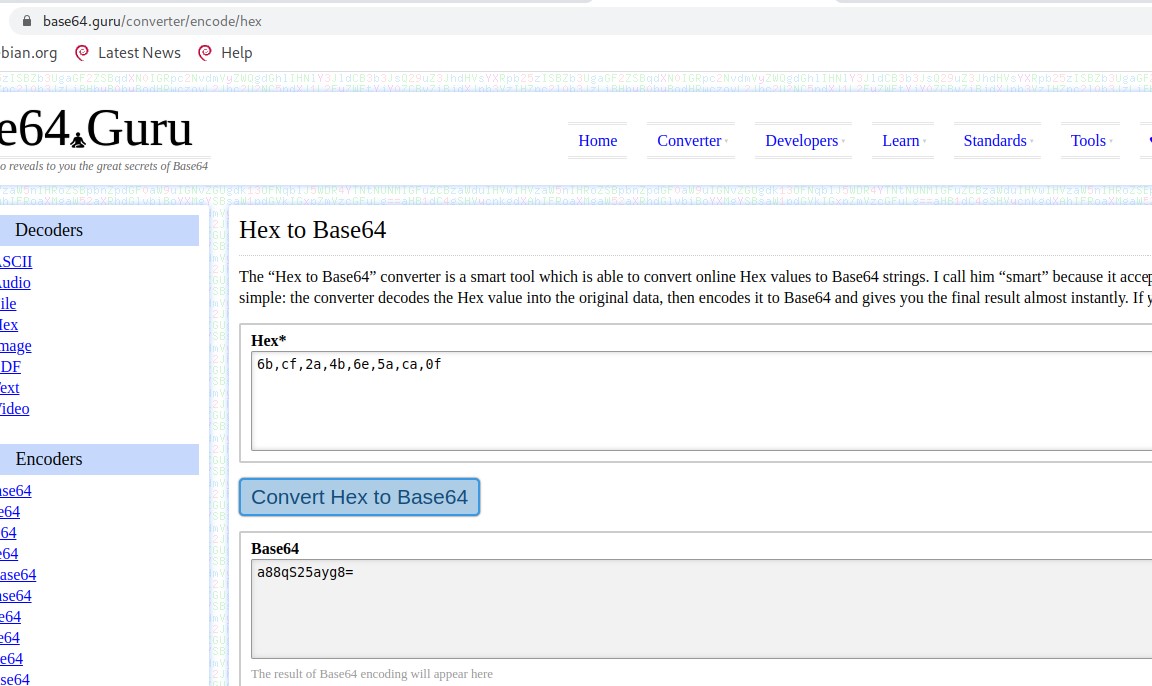 base64.guru/converter/encode/hex
bian.org Latest News Help
e64 Guru
Home Converter Developers Learn Standards Tools
o reveals to you the great secrets of Base64
Decoders
ASCII
Audio
ile
Hex
mage
PDF
Text
Video
Encoders
ase64
e64
64
e64
ase64
ase64
e64
e64
e64
se64
Hex to Base64
The “Hex to Base64” converter is a smart tool which is able to convert online Hex values to Base64 strings. I call him “smart” because it accep
simple: the converter decodes the Hex value into the original data, then encodes it to Base64 and gives you the final result almost instantly. If y
Hex*
6b,cf,2a,4b,6e,5a,ca,0f
Convert Hex to Base64
Base64
a88qS25ayg8=
The result of Base64 encoding will appear here